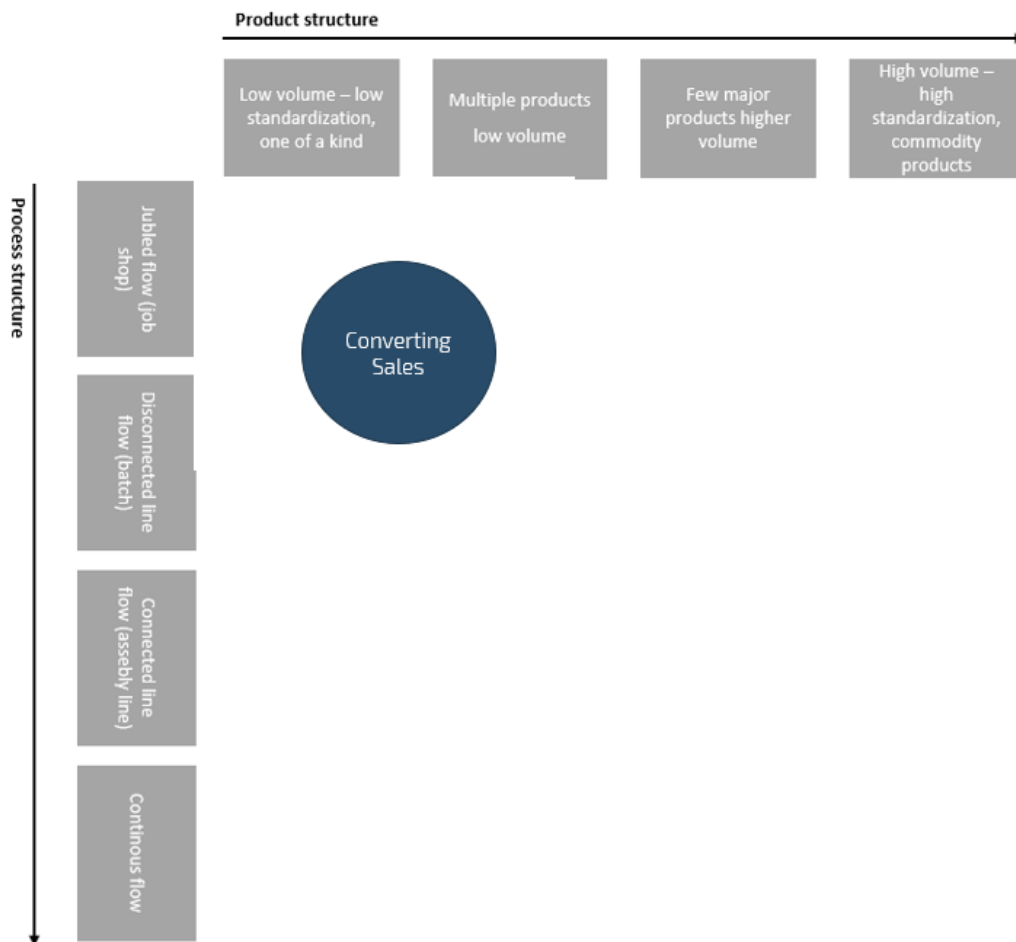 Product structure
Low volume – low
standardization,
one of a kind
Multiple products
low volume
Few major
products higher
volume
High volume –
high
standardization,
commodity
products
Process structure
Jubled flow (job
shop)
Disconnected line
flow (batch)
Connected line
flow (assebly line)
Continous flow
Converting
Sales